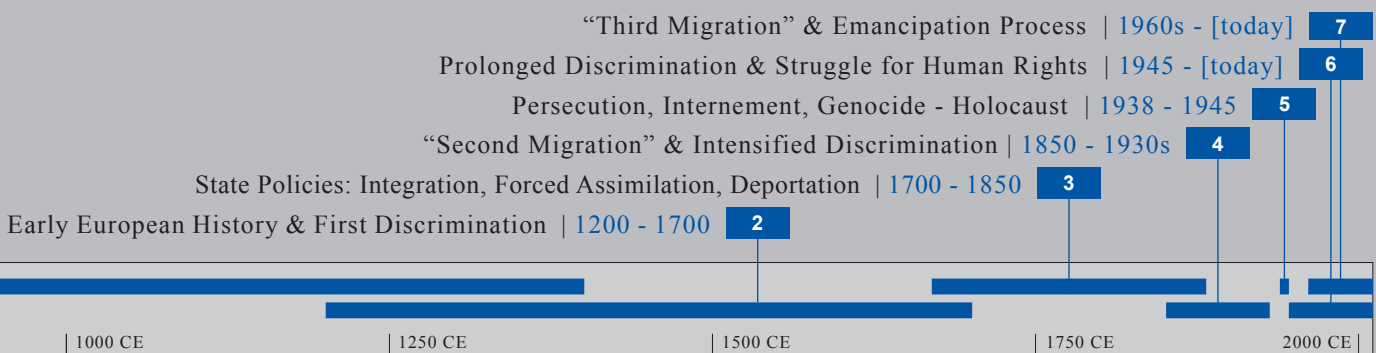 “Third Migration” & Emancipation Process | 1960s - [today] 7
Prolonged Discrimination & Struggle for Human Rights | 1945 - [today] 6
Persecution, Internement, Genocide - Holocaust | 1938 - 1945 5
“Second Migration” & Intensified Discrimination | 1850 - 1930s 4
State Policies: Integration, Forced Assimilation, Deportation | 1700 - 1850 3
Early European History & First Discrimination | 1200 - 1700 2
1000 CE 1250 CE 1500 CE 1750 CE 2000 CE